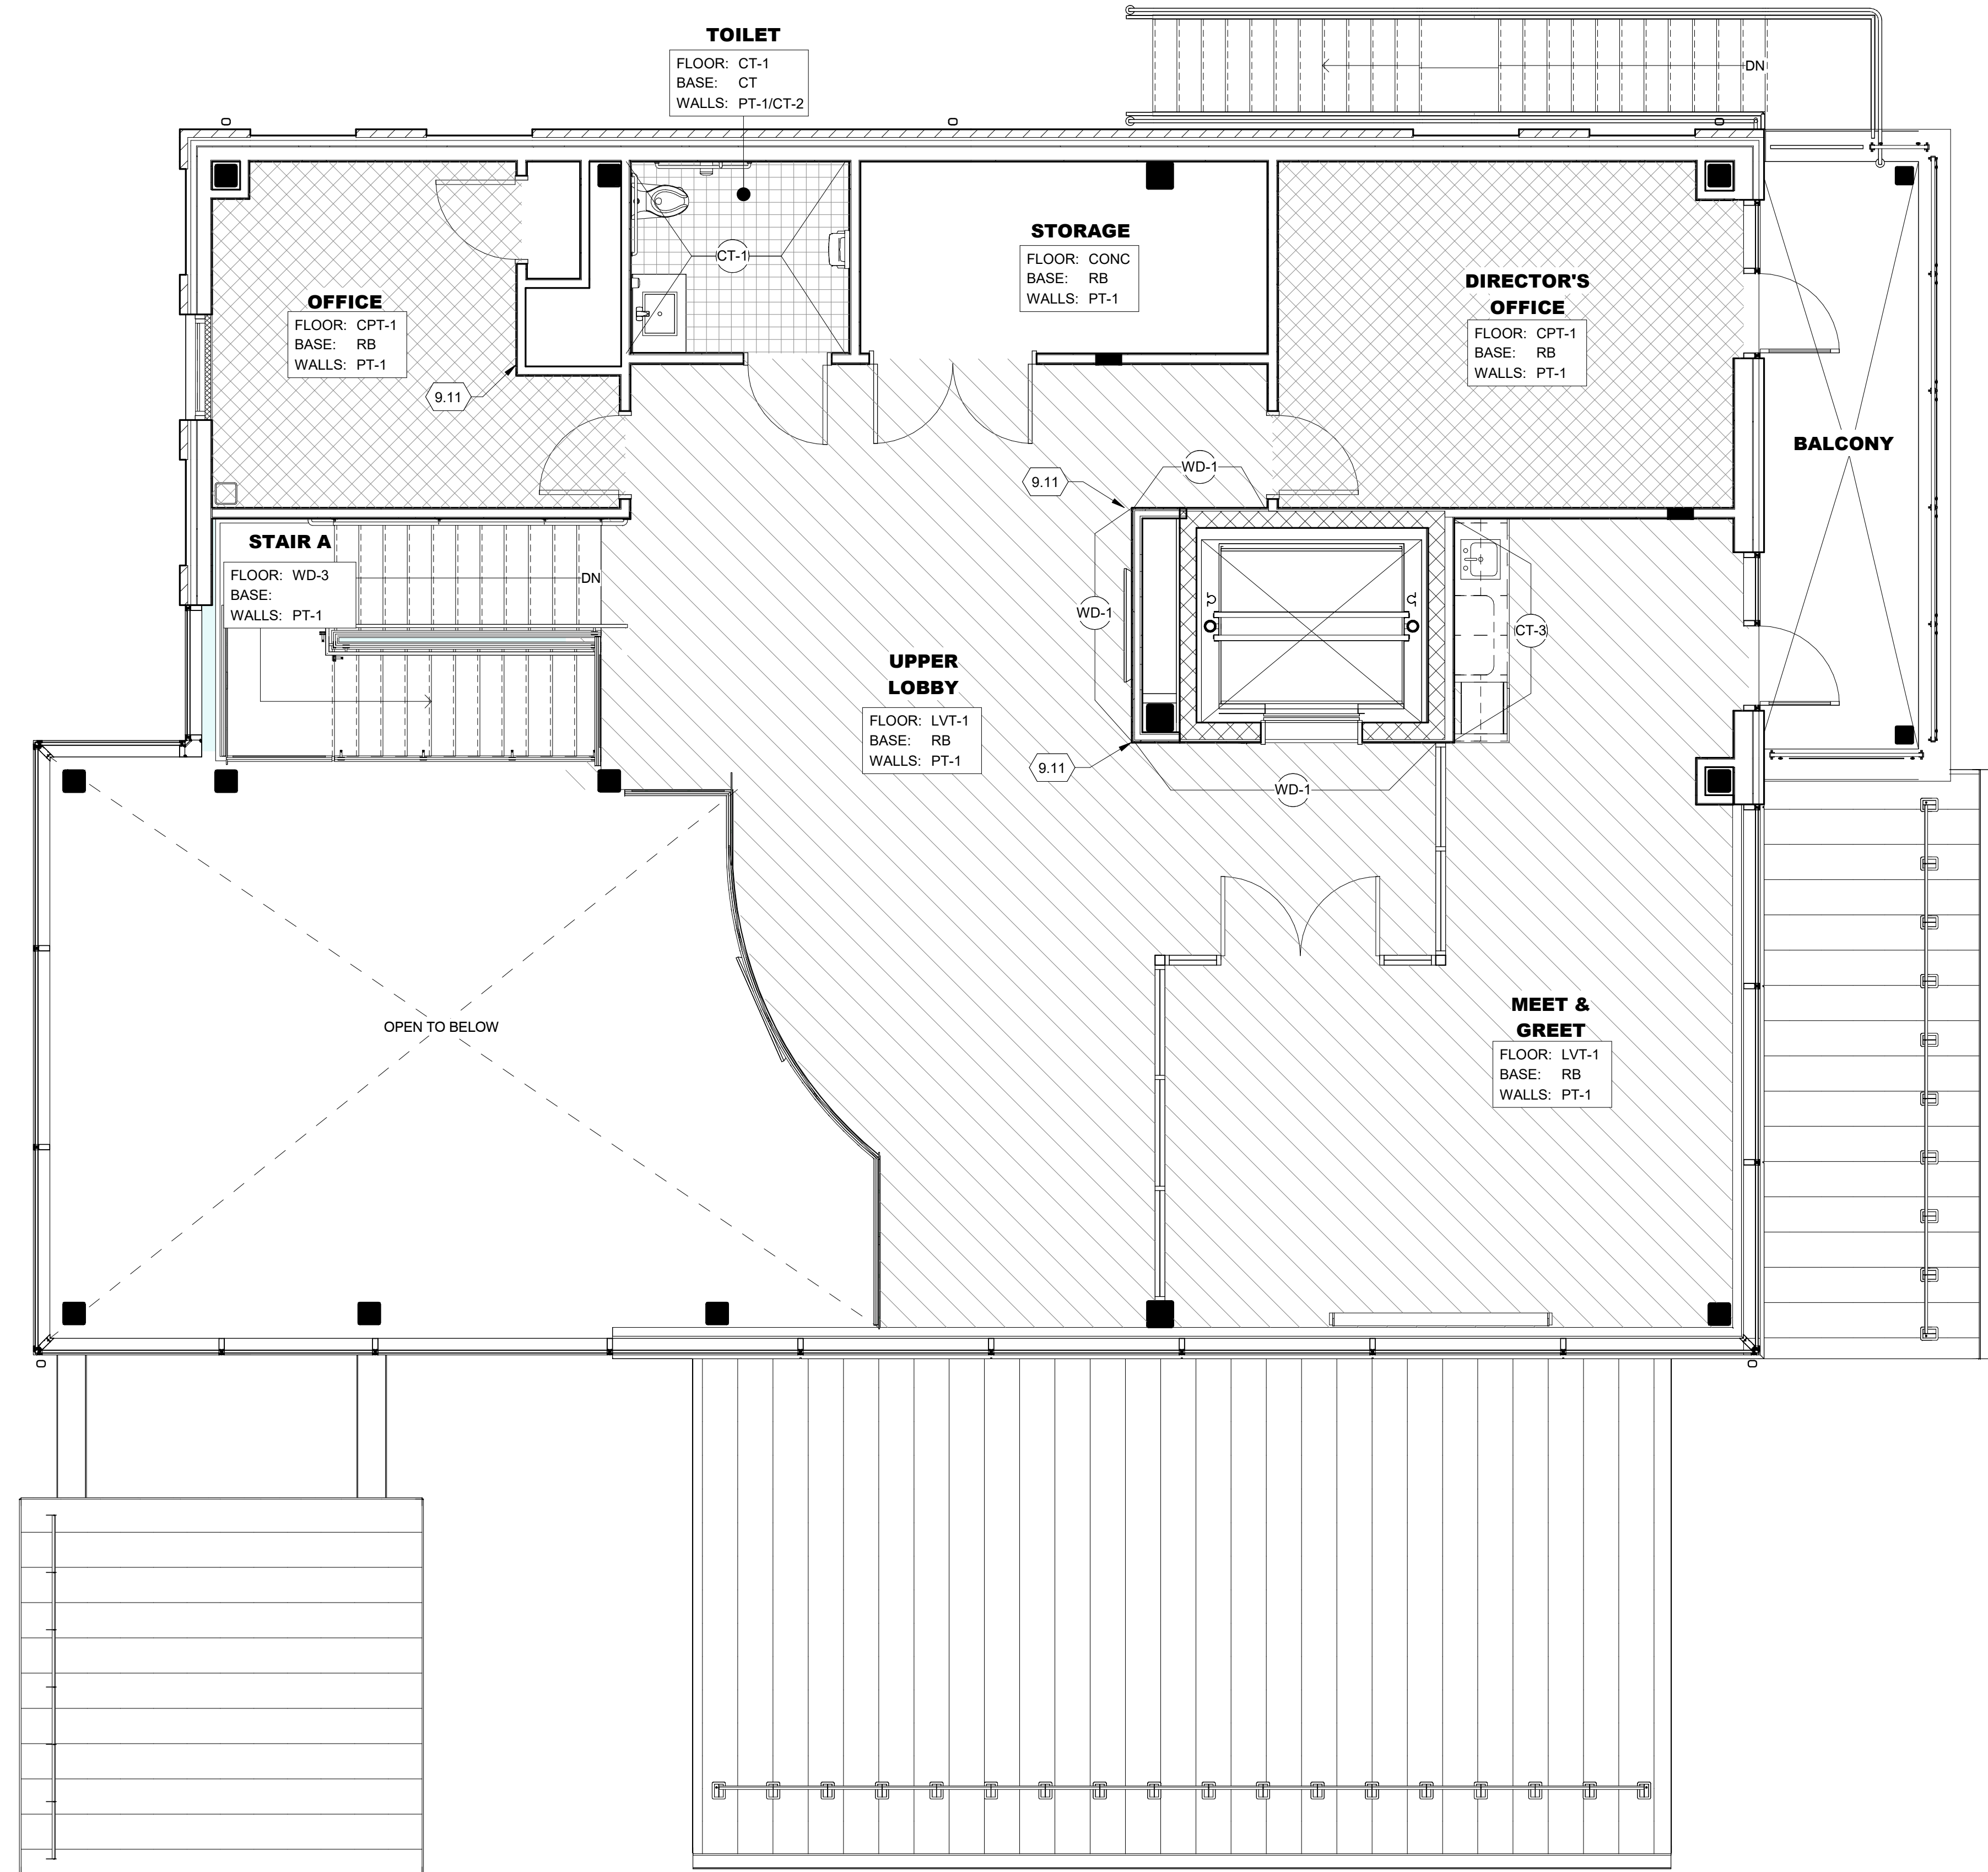 TOILET
FLOOR: CT-1
BASE: CT
WALLS: PT-1/CT-2
DN
CT-1
STORAGE
FLOOR: CONC
BASE: RB
WALLS: PT-1
DIRECTOR'S
OFFICE
FLOOR: CPT-1
BASE: RB
WALLS: PT-1
OFFICE
FLOOR: CPT-1
BASE: RB
WALLS: PT-1
9.11
BALCONY
WD-1
9.11
STAIR A
FLOOR: WD-3
BASE:
WALLS: PT-1
DN
WD-1
CT-3
UPPER
LOBBY
FLOOR: LVT-1
BASE: RB
WALLS: PT-1
9.11
WD-1
OPEN TO BELOW
MEET &
GREET
FLOOR: LVT-1
BASE: RB
WALLS: PT-1